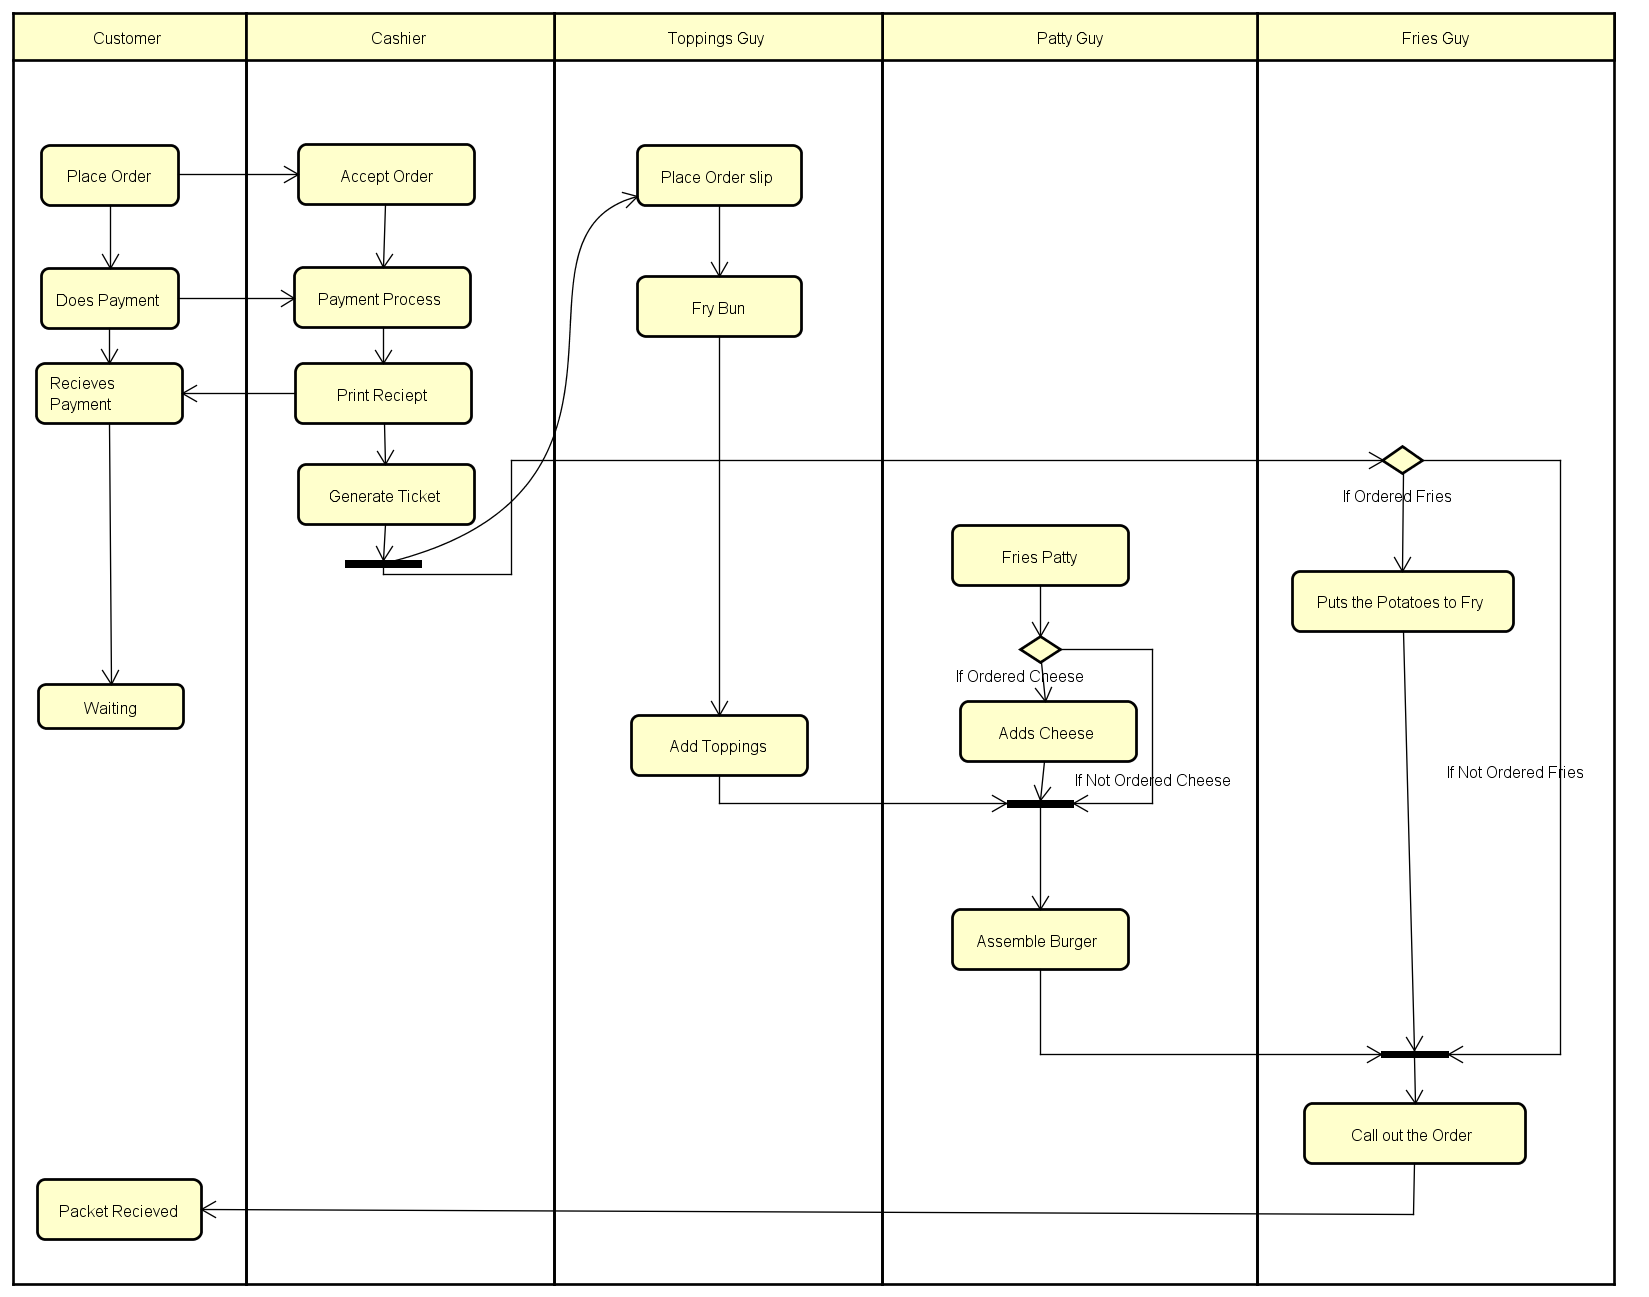 Customer
Cashier
Toppings Guy
Patty Guy
Fries Guy
Place Order
Accept Order
Place Order slip
Does Payment
Payment Process
Fry Bun
Recieves
Payment
Print Reciept
Generate Ticket
If Ordered Fries
Fries Patty
Puts the Potatoes to Fry
If Ordered Cheese
Waiting
Add Toppings
Adds Cheese
If Not Ordered Cheese
If Not Ordered Fries
Assemble Burger
Call out the Order
Packet Recieved